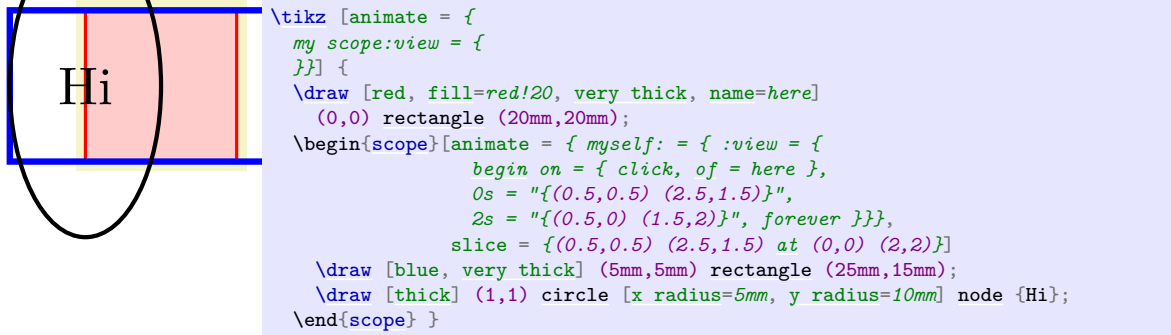 Hi
\tikz [animate = {
my scope:view = {
}}] {
\draw [red, fill=red!20, very thick, name=here]
(0,0) rectangle (20mm,20mm);
\begin{scope}[animate = { myself: = { :view = {
begin on = { click, of = here },
0s = "{(0.5,0.5) (2.5,1.5)}",
2s = "{(0.5,0) (1.5,2)}", forever }}},
slice = {(0.5,0.5) (2.5,1.5) at (0,0) (2,2)}]
\draw [blue, very thick] (5mm,5mm) rectangle (25mm,15mm);
\draw [thick] (1,1) circle [x radius=5mm, y radius=10mm] node {Hi};
\end{scope} }